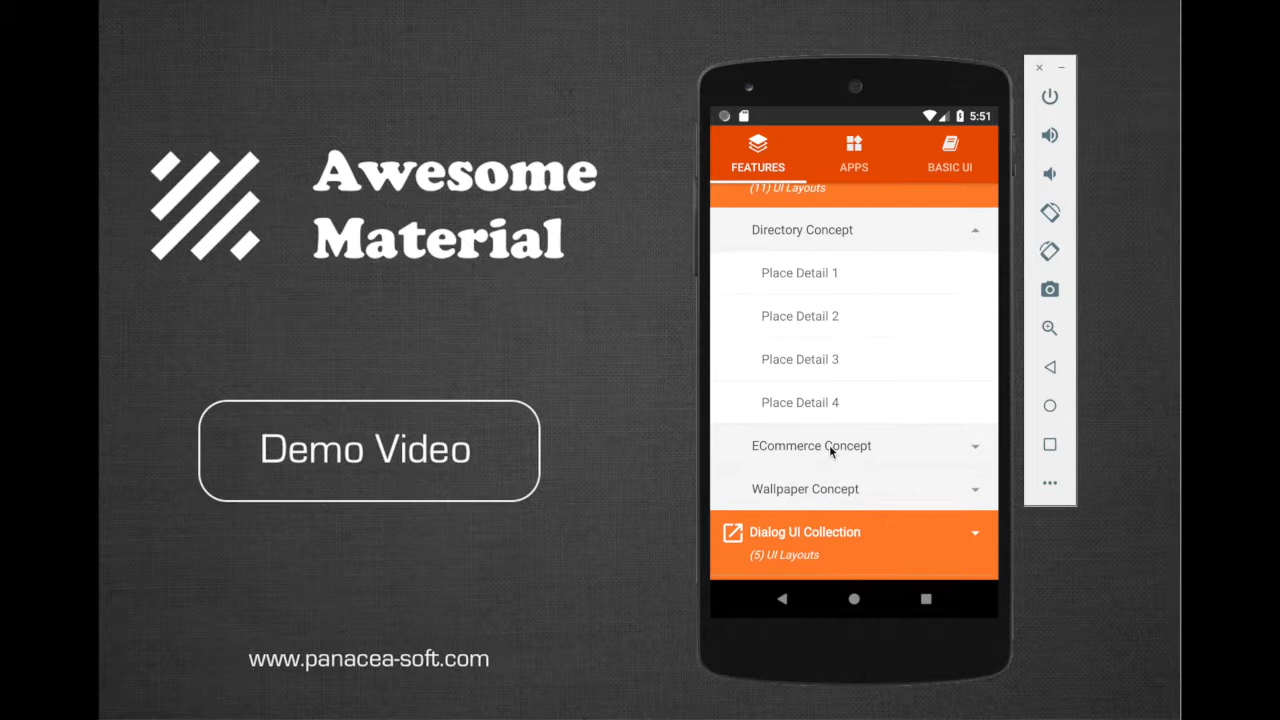 Awesome
Material
Demo Video
www.panacea-soft.com
5:51
FEATURES
APPS
BASIC UI
(11) UI Layouts
Directory Concept
Place Detail 1
Place Detail 2
Place Detail 3
Place Detail 4
ECommerce Concept
Wallpaper Concept
Dialog UI Collection
(5) UI Layouts